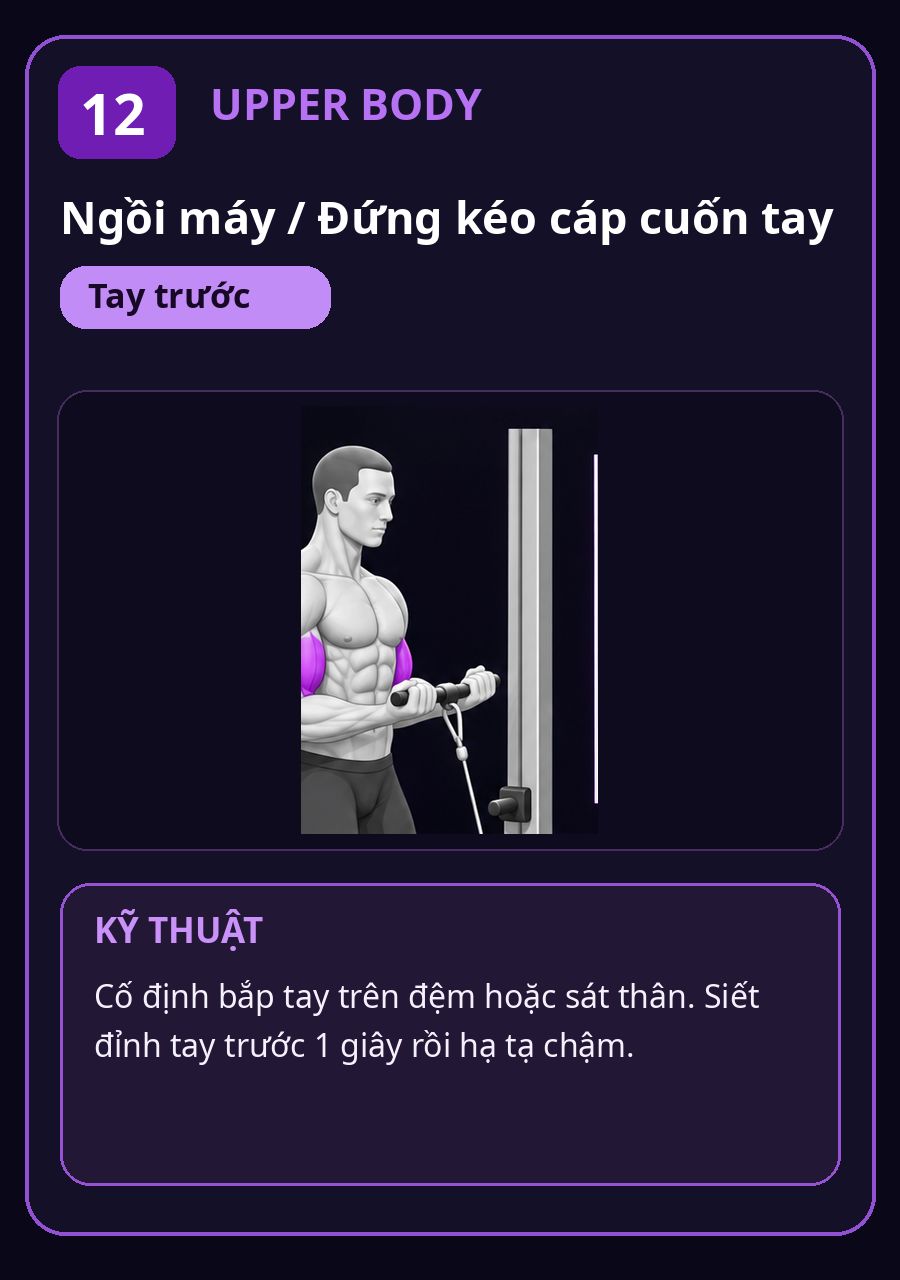 12
UPPER BODY
Ngồi máy / Đứng kéo cáp cuốn tay
Tay trước
KỸ THUẬT
Cố định bắp tay trên đệm hoặc sát thân. Siết
đỉnh tay trước 1 giây rồi hạ tạ chậm.